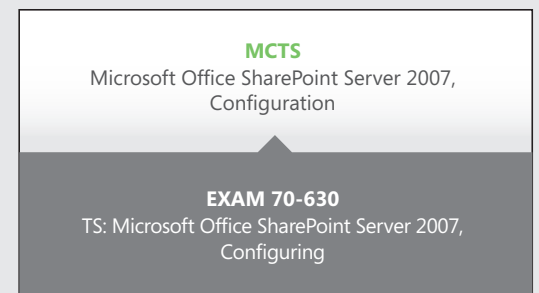 MCTS
Microsoft Office SharePoint Server 2007,
Configuration
EXAM 70-630
TS: Microsoft Office SharePoint Server 2007,
Configuring